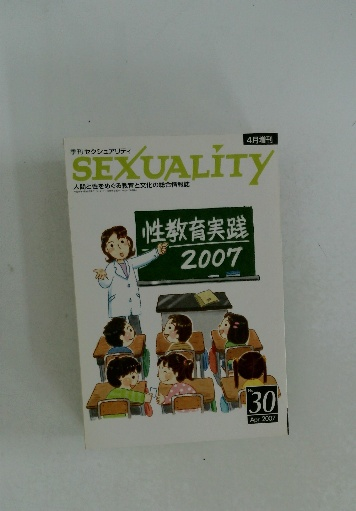 4月増刊
季刊 セクシュアリティ
SEXUALITY
人間と性をめぐる教育と文化の総合情報誌
性教育実践
2007
No.
30
Apr.2007